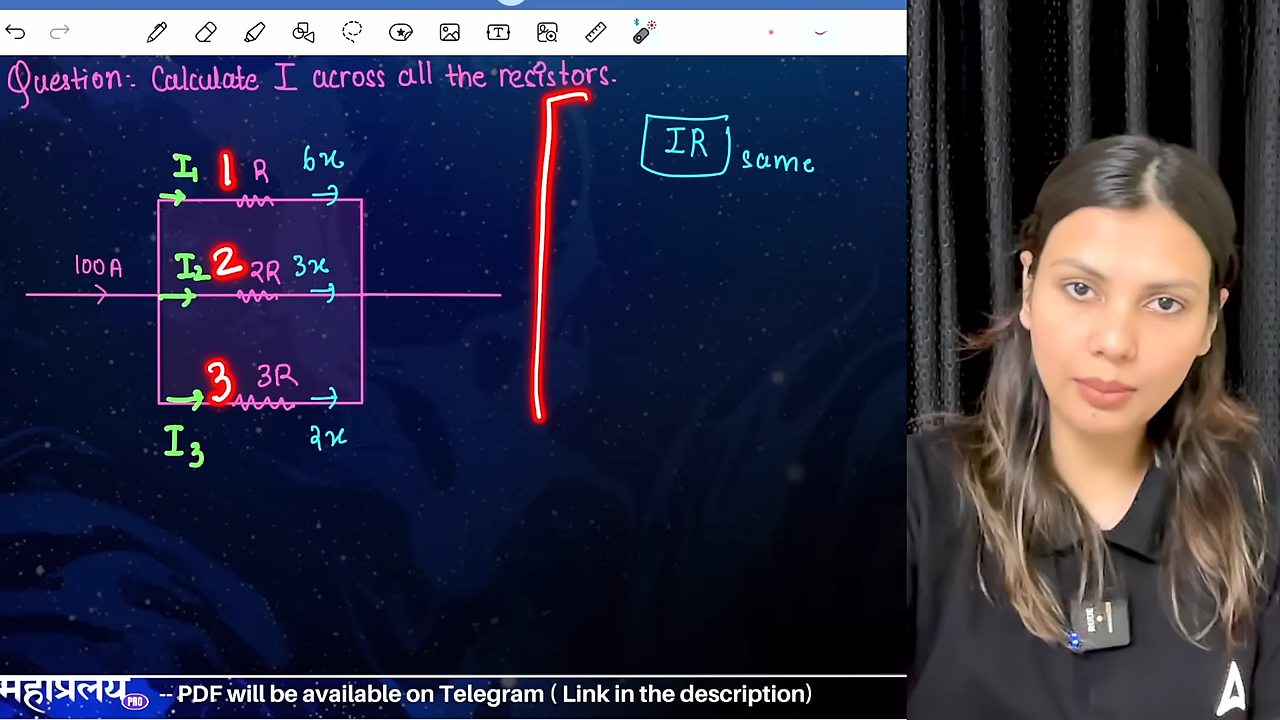 Question:- Calculate I across all the resistors.
IR same
I₁ 1 R 6x
100A I₂ 2 2R 3x
3 3R
I₃ 2x
महाप्रलय PRO -- PDF will be available on Telegram ( Link in the description)
RODE